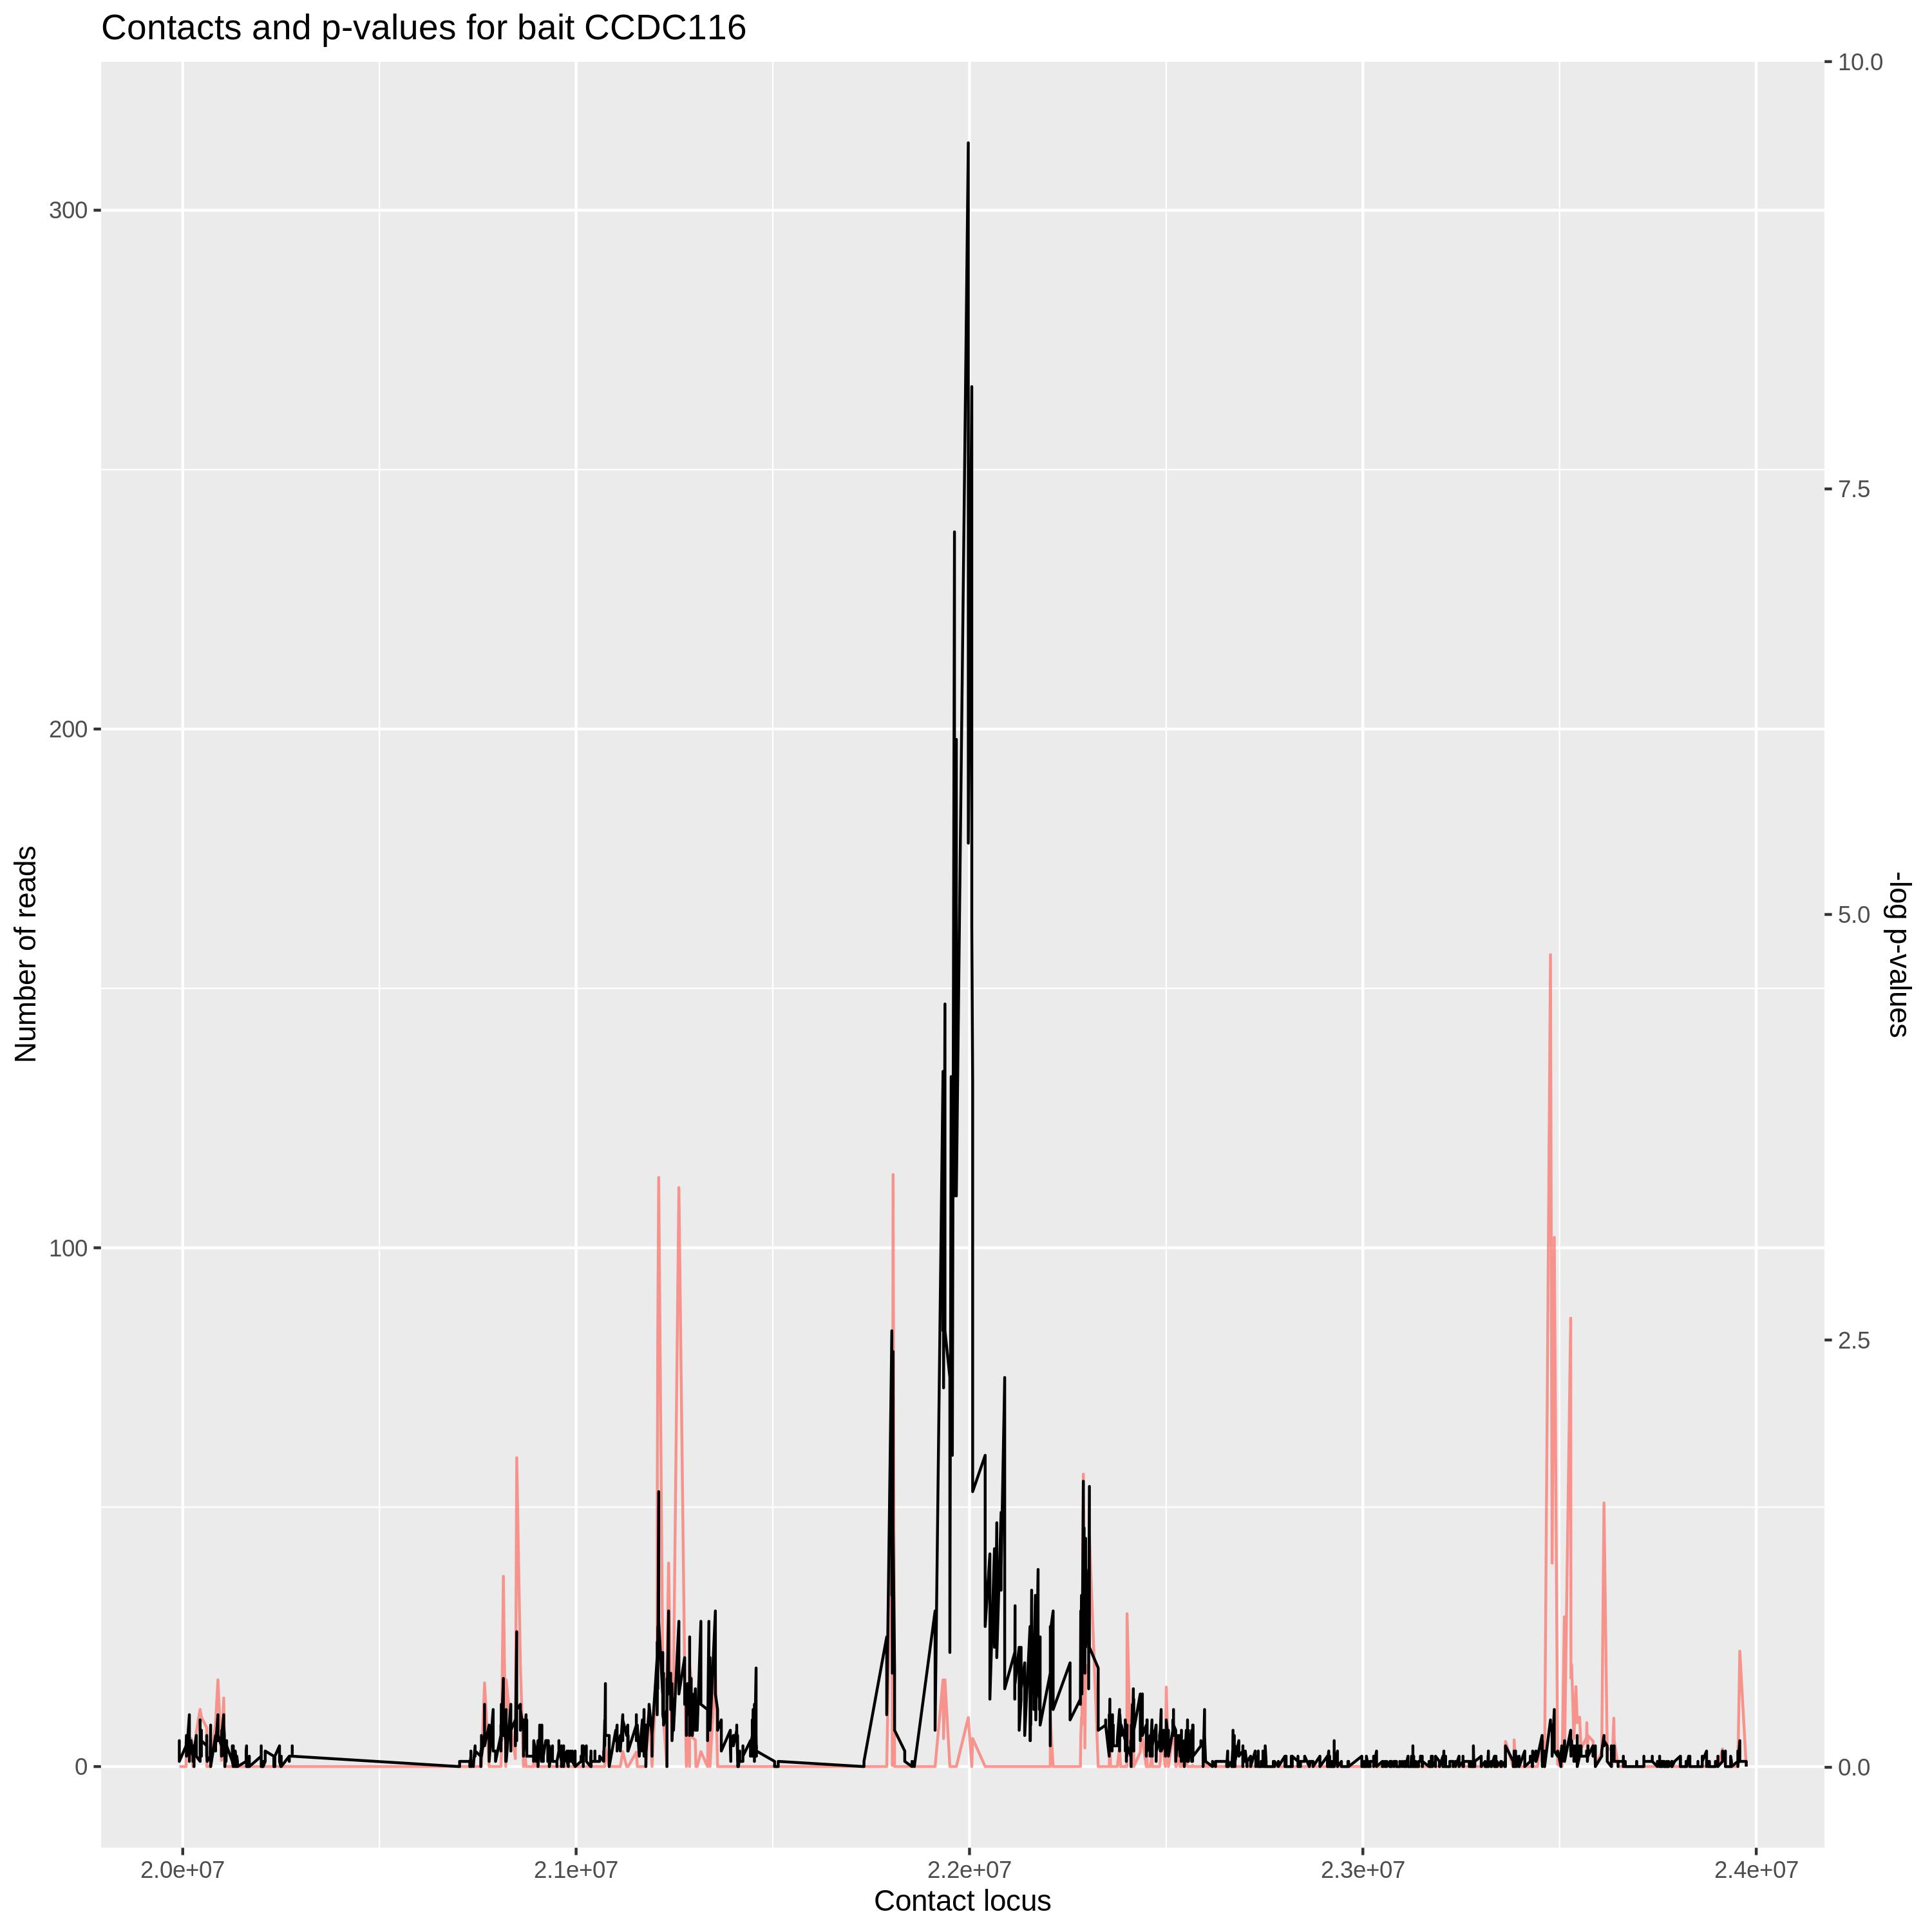 Contacts and p-values for bait CCDC116
10.0
300
7.5
200
5.0
Number of reads
-log p-values
2.5
100
0
0.0
2.0e+07
2.1e+07
2.2e+07
2.3e+07
2.4e+07
Contact locus